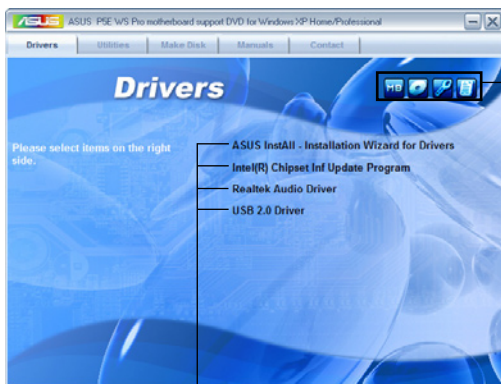 ASUS ASUS P5E WS Pro motherboard support DVD for Windows XP Home/Professional
Drivers Utilities Make Disk Manuals Contact
Drivers
MB
Please select items on the right side.
ASUS InstAll - Installation Wizard for Drivers
Intel(R) Chipset Inf Update Program
Realtek Audio Driver
USB 2.0 Driver